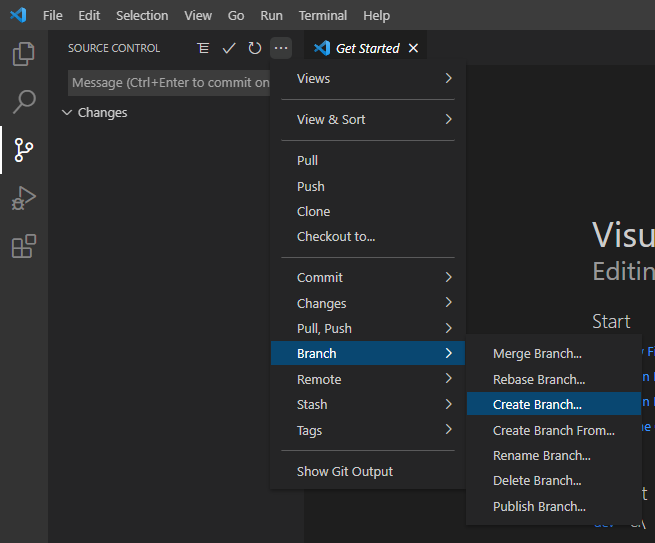 File Edit Selection View Go Run Terminal Help
SOURCE CONTROL
Get Started
Message (Ctrl+Enter to commit on
Changes
Views
View & Sort
Pull
Push
Clone
Checkout to...
Commit
Changes
Pull, Push
Branch
Remote
Stash
Tags
Show Git Output
Merge Branch...
Rebase Branch...
Create Branch...
Create Branch From...
Rename Branch...
Delete Branch...
Publish Branch...
Visu
Editin
Start